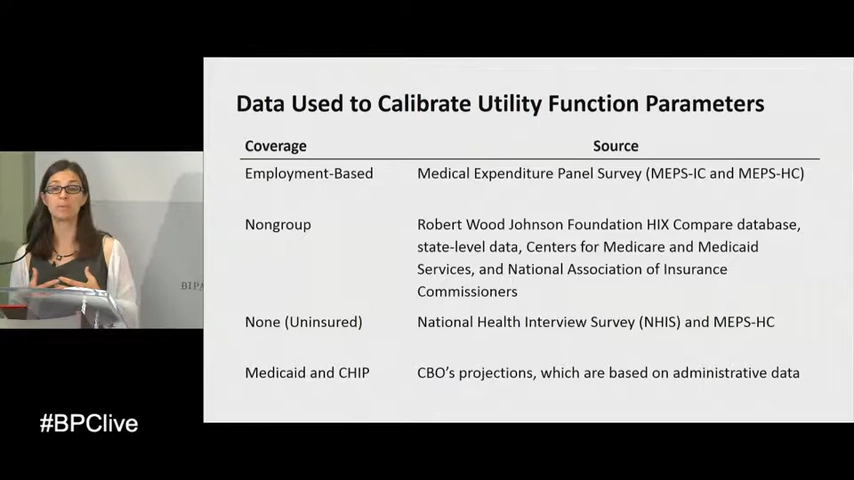 Data Used to Calibrate Utility Function Parameters
Coverage Source
Employment-Based Medical Expenditure Panel Survey (MEPS-IC and MEPS-HC)
Nongroup Robert Wood Johnson Foundation HIX Compare database,
state-level data, Centers for Medicare and Medicaid
Services, and National Association of Insurance
Commissioners
None (Uninsured) National Health Interview Survey (NHIS) and MEPS-HC
Medicaid and CHIP CBO's projections, which are based on administrative data
BIPA
#BPClive